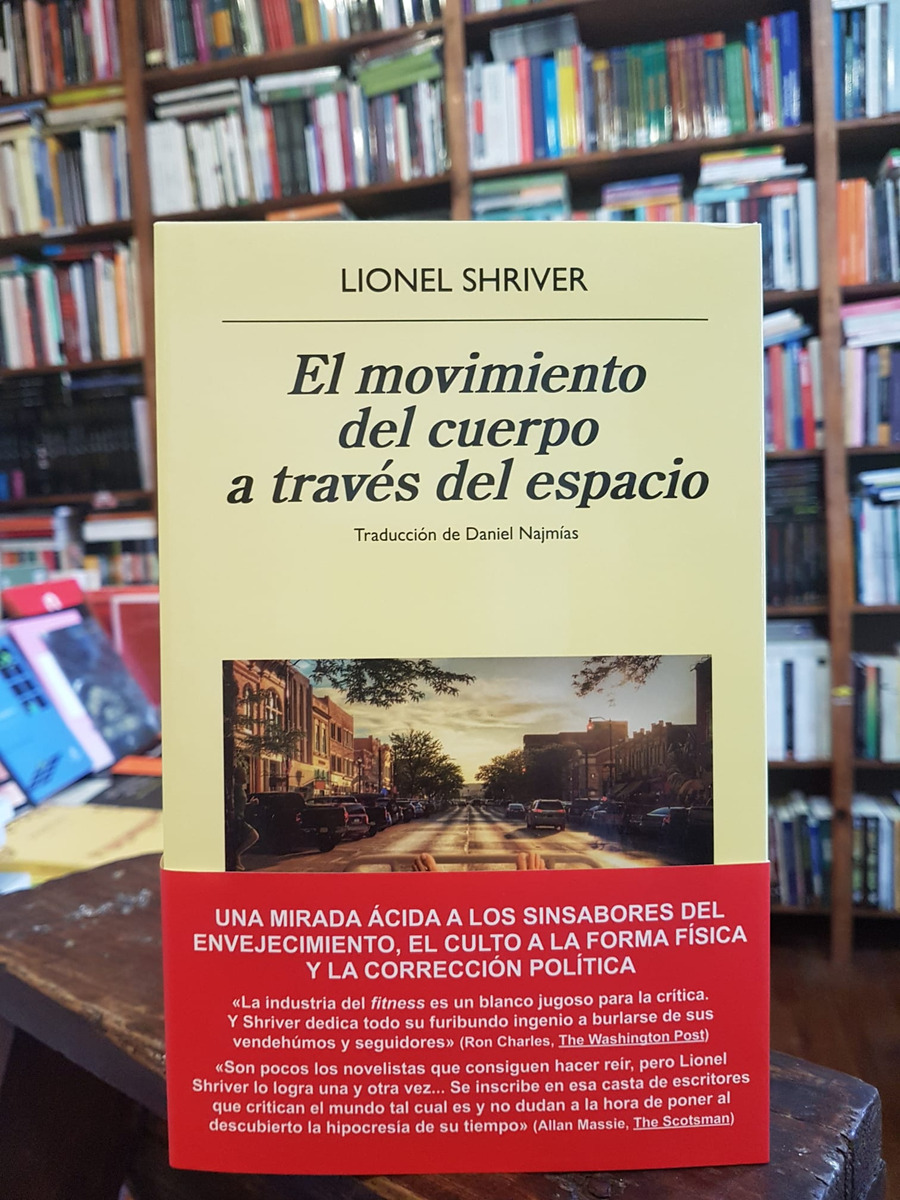 LIONEL SHRIVER
El movimiento
del cuerpo
a través del espacio
Traducción de Daniel Najmías
UNA MIRADA ÁCIDA A LOS SINSABORES DEL
ENVEJECIMIENTO, EL CULTO A LA FORMA FÍSICA
Y LA CORRECCIÓN POLÍTICA
«La industria del fitness es un blanco jugoso para la crítica.
Y Shriver dedica todo su furibundo ingenio a burlarse de sus
vendehúmos y seguidores» (Ron Charles, The Washington Post)
«Son pocos los novelistas que consiguen hacer reír, pero Lionel
Shriver lo logra una y otra vez... Se inscribe en esa casta de escritores
que critican el mundo tal cual es y no dudan a la hora de poner al
descubierto la hipocresía de su tiempo» (Allan Massie, The Scotsman)